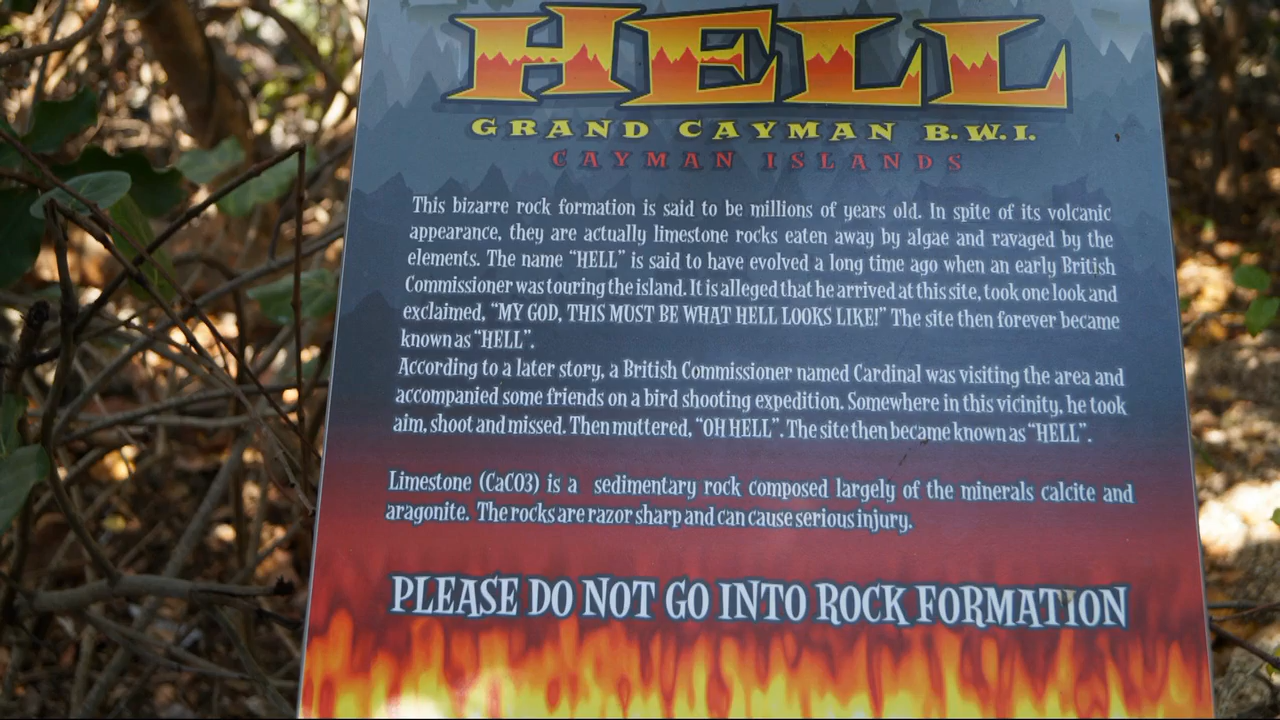 HELL
GRAND CAYMAN B.W.I.
CAYMAN ISLANDS
This bizarre rock formation is said to be millions of years old. In spite of its volcanic
appearance, they are actually limestone rocks eaten away by algae and ravaged by the
elements. The name “HELL” is said to have evolved a long time ago when an early British
Commissioner was touring the island. It is alleged that he arrived at this site, took one look and
exclaimed, “MY GOD, THIS MUST BE WHAT HELL LOOKS LIKE!” The site then forever became
known as “HELL”.
According to a later story, a British Commissioner named Cardinal was visiting the area and
accompanied some friends on a bird shooting expedition. Somewhere in this vicinity, he took
aim, shoot and missed. Then muttered, “OH HELL”. The site then became known as “HELL”.
Limestone (CaCO3) is a sedimentary rock composed largely of the minerals calcite and
aragonite. The rocks are razor sharp and can cause serious injury.
PLEASE DO NOT GO INTO ROCK FORMATION